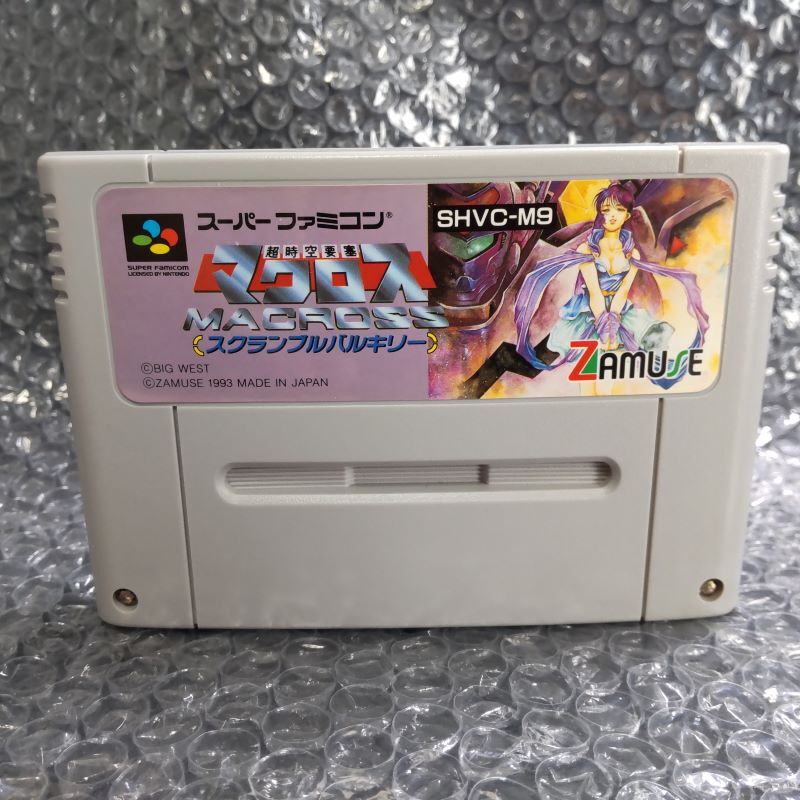 スーパーファミコン®
SHVC-M9
SUPER FAMICOM
LICENSED BY NINTENDO
超時空要塞
マクロス
MACROSS
スクランブルバルキリー
©BIG WEST
©ZAMUSE 1993 MADE IN JAPAN
ZAMUSE